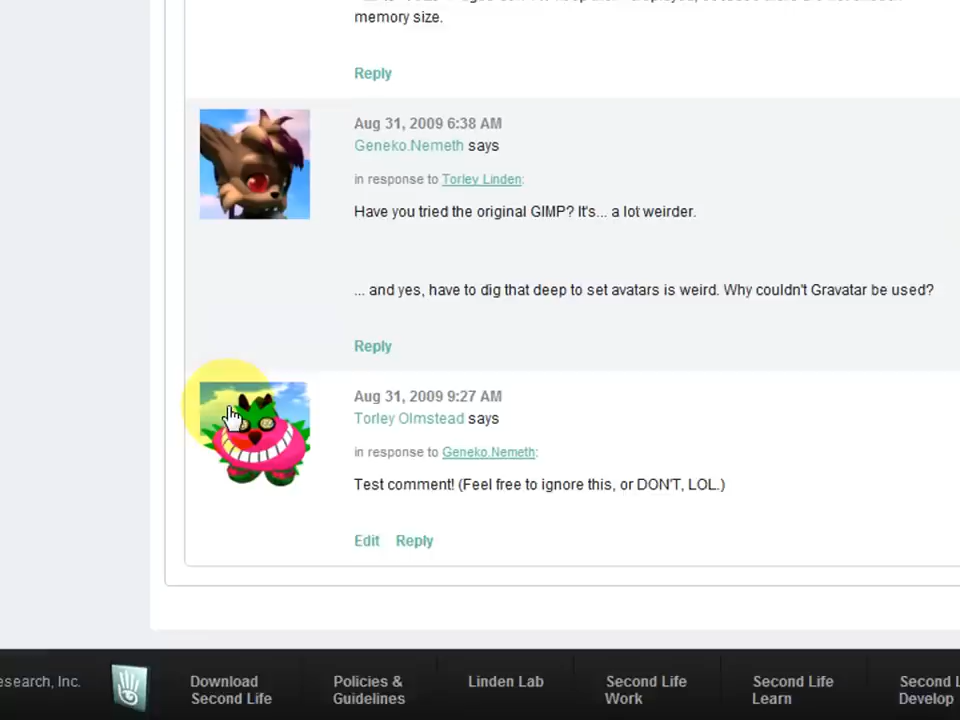 memory size.
Reply
Aug 31, 2009 6:38 AM
Geneko.Nemeth says
in response to Torley Linden:
Have you tried the original GIMP? It's... a lot weirder.
... and yes, have to dig that deep to set avatars is weird. Why couldn't Gravatar be used?
Reply
Aug 31, 2009 9:27 AM
Torley Olmstead says
in response to Geneko.Nemeth:
Test comment! (Feel free to ignore this, or DON'T, LOL.)
Edit Reply
esearch, Inc.
Download
Second Life
Policies &
Guidelines
Linden Lab
Second Life
Work
Second Life
Learn
Second L
Develop